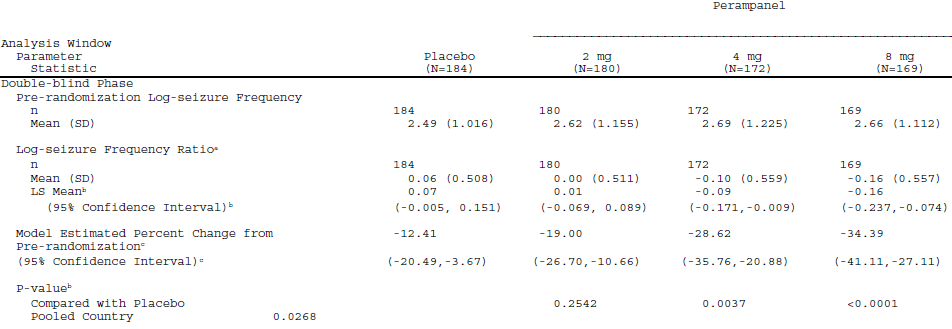 Perampanel
Analysis Window
Parameter Placebo 2 mg 4 mg 8 mg
Statistic (N=184) (N=180) (N=172) (N=169)
Double-blind Phase
Pre-randomization Log-seizure Frequency
n 184 180 172 169
Mean (SD) 2.49 (1.016) 2.62 (1.155) 2.69 (1.225) 2.66 (1.112)
Log-seizure Frequency Ratioᵃ
n 184 180 172 169
Mean (SD) 0.06 (0.508) 0.00 (0.511) -0.10 (0.559) -0.16 (0.557)
LS Meanᵇ 0.07 0.01 -0.09 -0.16
(95% Confidence Interval)ᵇ (-0.005, 0.151) (-0.069, 0.089) (-0.171,-0.009) (-0.237,-0.074)
Model Estimated Percent Change from -12.41 -19.00 -28.62 -34.39
Pre-randomizationᶜ
(95% Confidence Interval)ᶜ (-20.49,-3.67) (-26.70,-10.66) (-35.76,-20.88) (-41.11,-27.11)
P-valueᵇ
Compared with Placebo 0.2542 0.0037 <0.0001
Pooled Country 0.0268